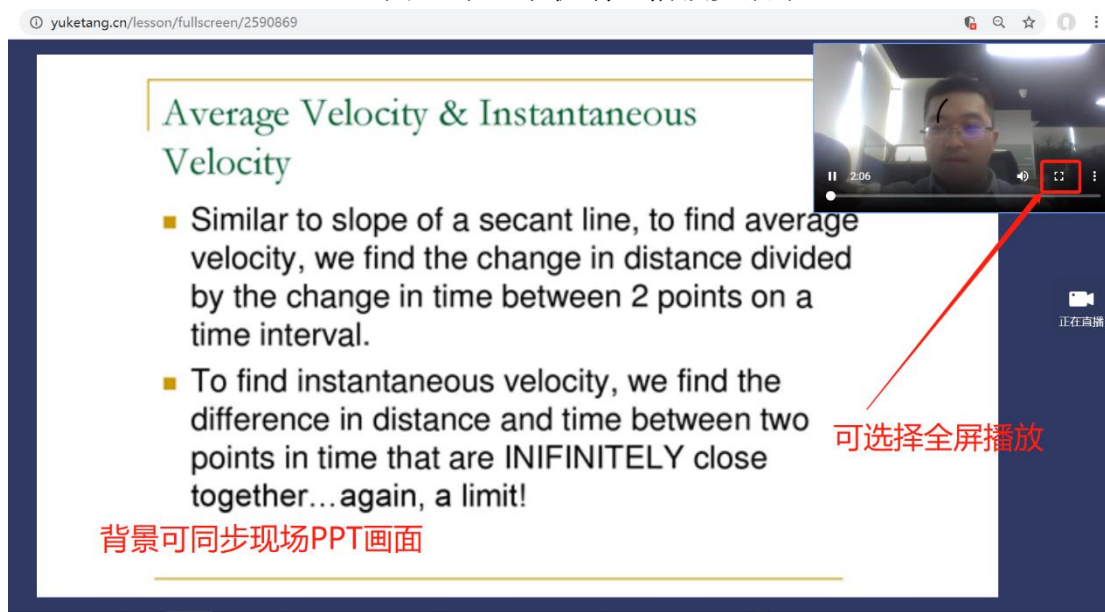 yuketang.cn/lesson/fullscreen/2590869
Average Velocity & Instantaneous
Velocity
2:06
Similar to slope of a secant line, to find average
velocity, we find the change in distance divided
by the change in time between 2 points on a
time interval.
正在直播
To find instantaneous velocity, we find the
difference in distance and time between two
points in time that are INIFINITELY close
together...again, a limit!
可选择全屏播放
背景可同步现场PPT画面